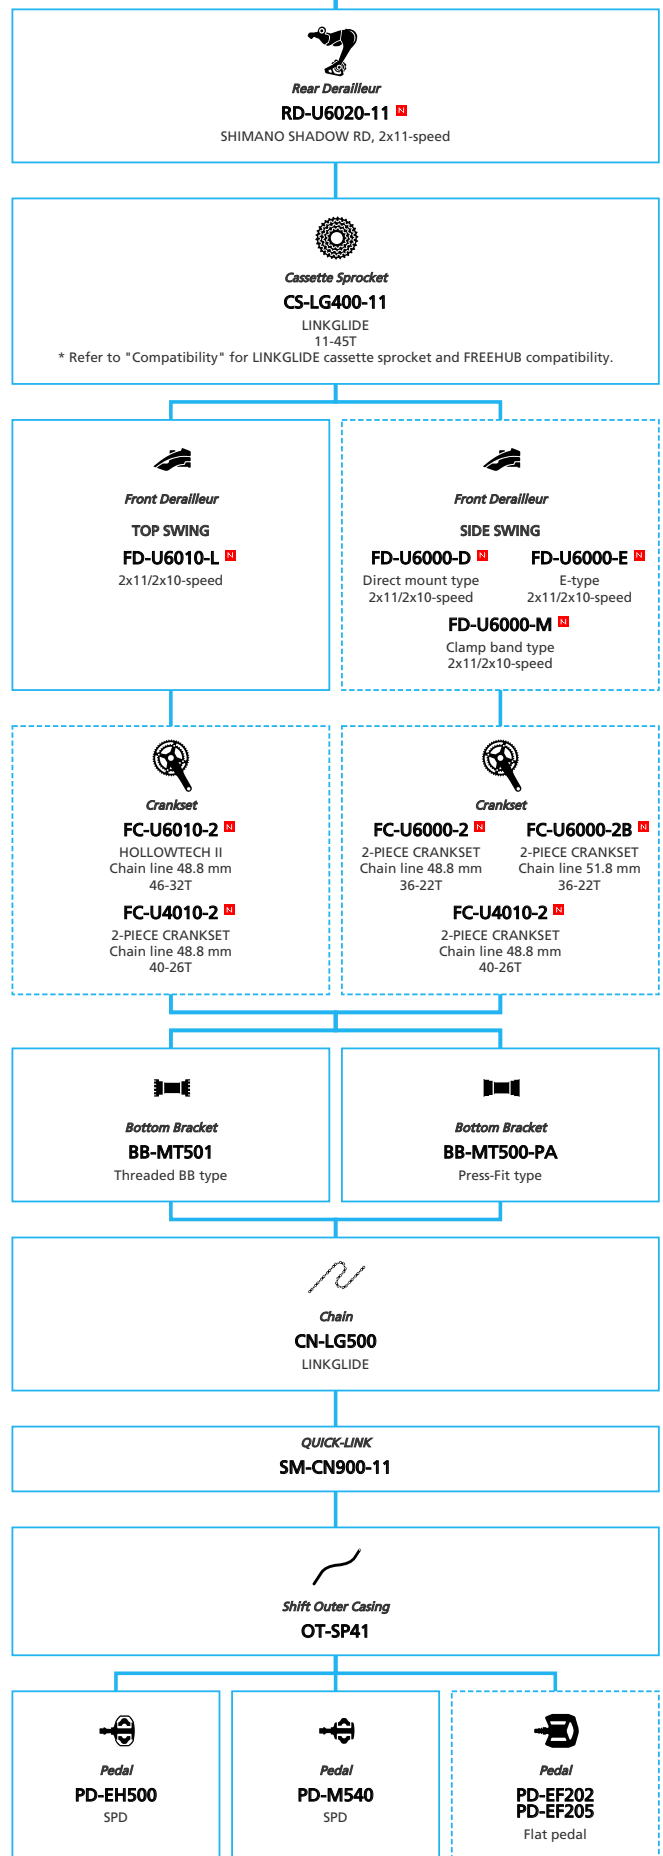 Rear Derailleur
RD-U6020-11 N
SHIMANO SHADOW RD, 2x11-speed
Cassette Sprocket
CS-LG400-11
LINKGLIDE
11-45T
* Refer to "Compatibility" for LINKGLIDE cassette sprocket and FREEHUB compatibility.
Front Derailleur
TOP SWING
FD-U6010-L N
2x11/2x10-speed
Front Derailleur
SIDE SWING
FD-U6000-D N
Direct mount type
2x11/2x10-speed
FD-U6000-E N
E-type
2x11/2x10-speed
FD-U6000-M N
Clamp band type
2x11/2x10-speed
Crankset
FC-U6010-2 N
HOLLOWTECH II
Chain line 48.8 mm
46-32T
FC-U4010-2 N
2-PIECE CRANKSET
Chain line 48.8 mm
40-26T
Crankset
FC-U6000-2 N
2-PIECE CRANKSET
Chain line 48.8 mm
36-22T
FC-U6000-2B N
2-PIECE CRANKSET
Chain line 51.8 mm
36-22T
FC-U4010-2 N
2-PIECE CRANKSET
Chain line 48.8 mm
40-26T
Bottom Bracket
BB-MT501
Threaded BB type
Bottom Bracket
BB-MT500-PA
Press-Fit type
Chain
CN-LG500
LINKGLIDE
QUICK-LINK
SM-CN900-11
Shift Outer Casing
OT-SP41
Pedal
PD-EH500
SPD
Pedal
PD-M540
SPD
Pedal
PD-EF202
PD-EF205
Flat pedal